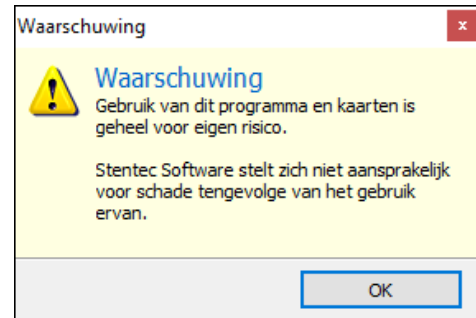 Waarschuwing
Waarschuwing
Gebruik van dit programma en kaarten is
geheel voor eigen risico.
Stentec Software stelt zich niet aansprakelijk
voor schade tengevolge van het gebruik
ervan.
OK